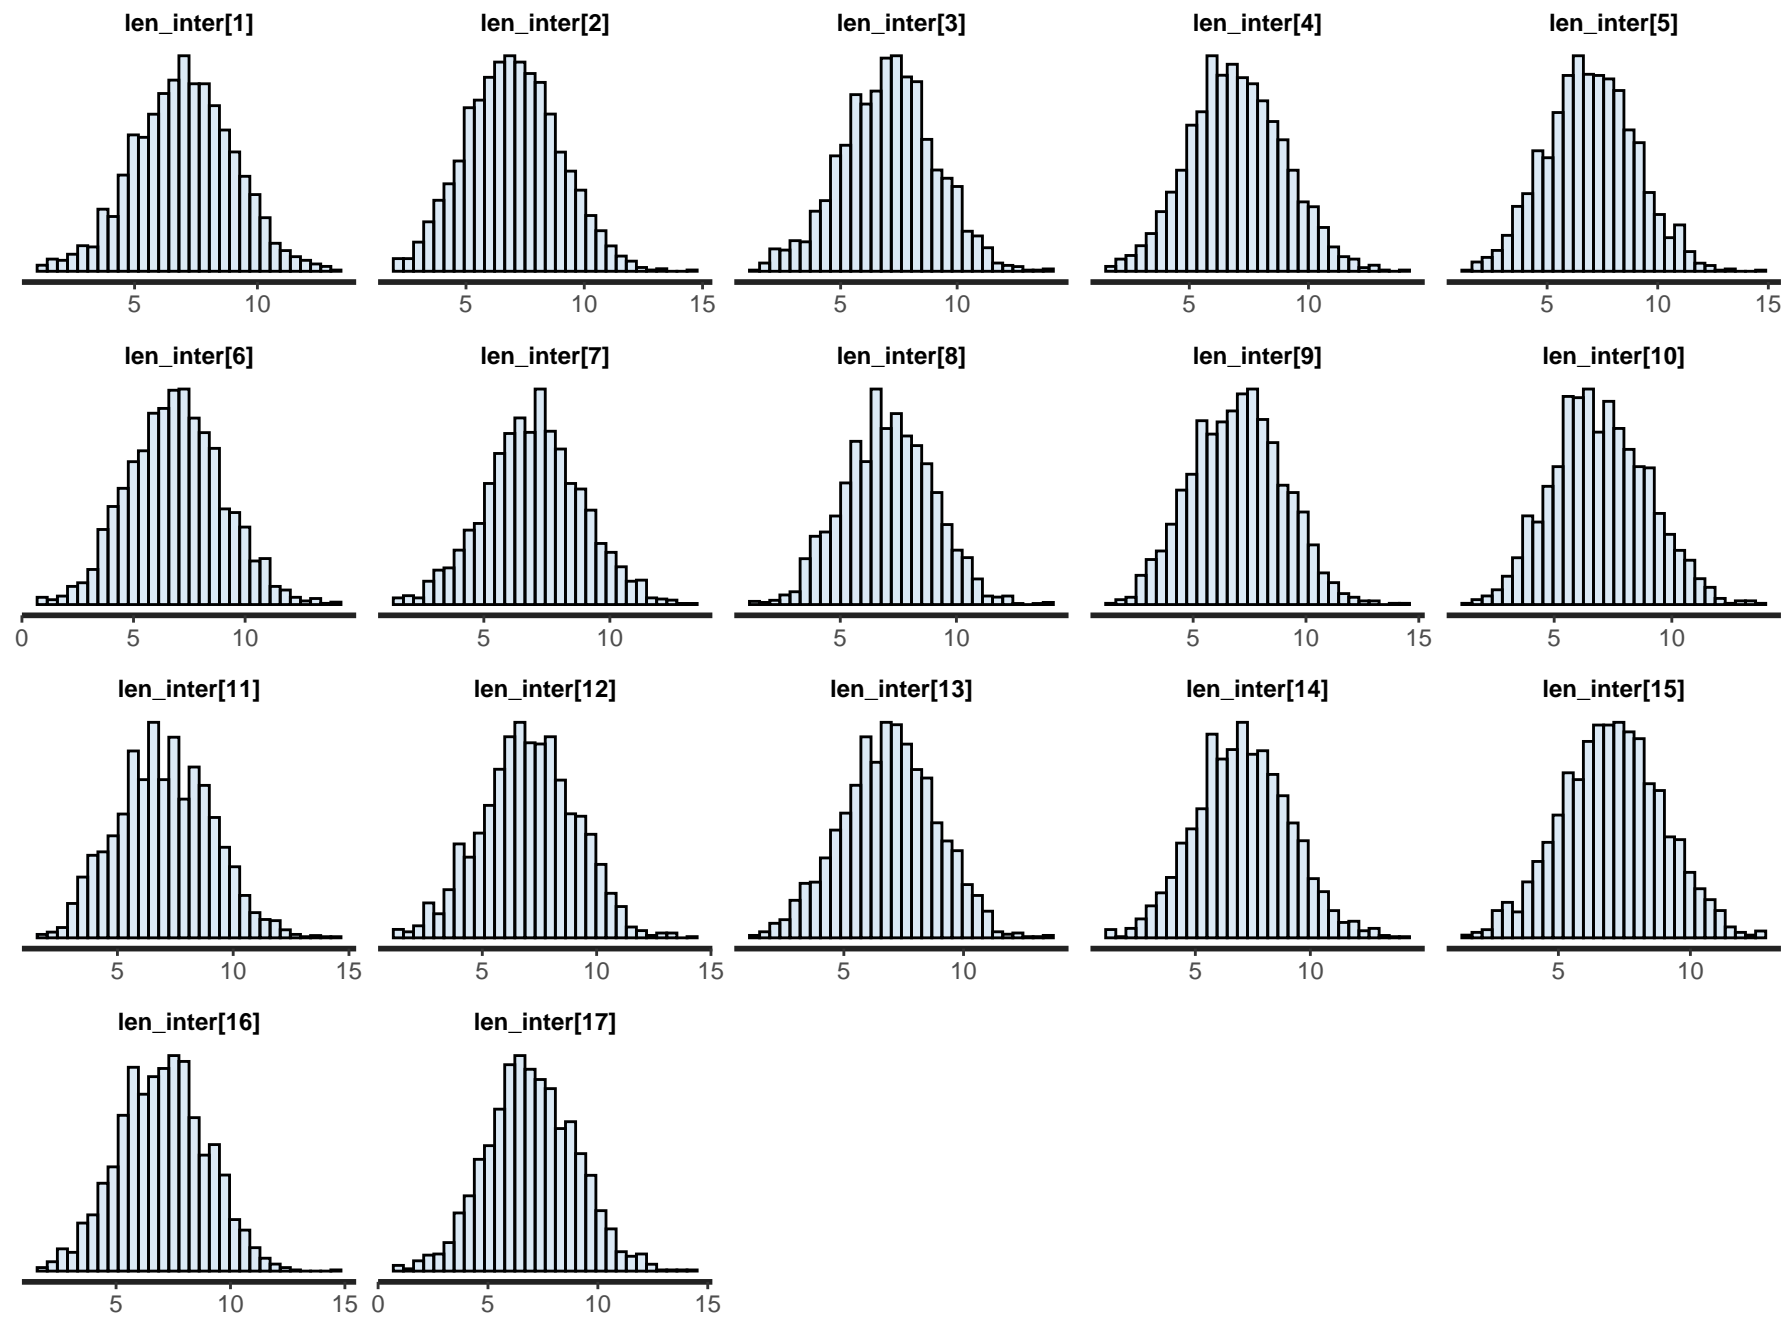 len_inter[1] len_inter[2] len_inter[3] len_inter[4] len_inter[5]
5 10 5 10 15 5 10 5 10 5 10 15
len_inter[6] len_inter[7] len_inter[8] len_inter[9] len_inter[10]
0 5 10 5 10 5 10 5 10 15 5 10
len_inter[11] len_inter[12] len_inter[13] len_inter[14] len_inter[15]
5 10 15 5 10 15 5 10 5 10 5 10
len_inter[16] len_inter[17]
5 10 15 0 5 10 15